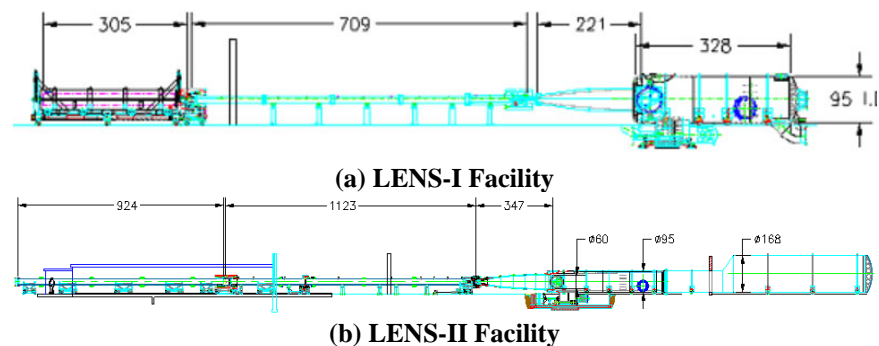 305 709 221 328
95 I.D
(a) LENS-I Facility
924 1123 347 ø60 ø95 ø168
(b) LENS-II Facility